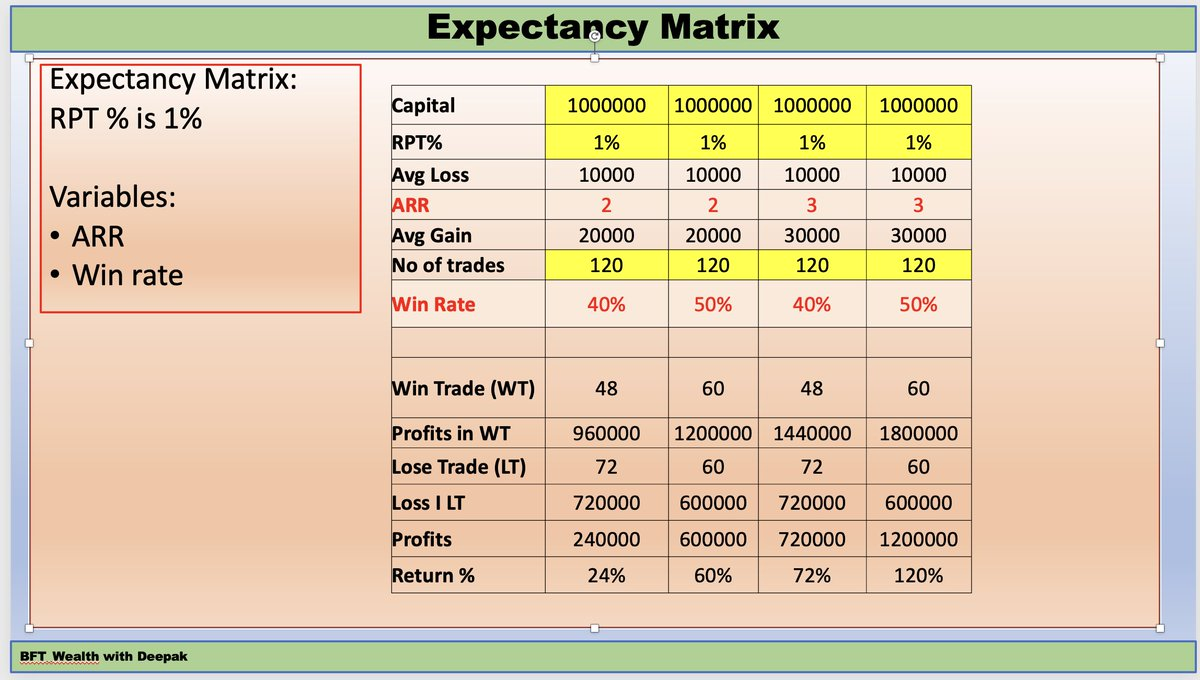 Expectancy Matrix
Expectancy Matrix:
RPT % is 1%
Variables:
• ARR
• Win rate
Capital 1000000 1000000 1000000 1000000
RPT% 1% 1% 1% 1%
Avg Loss 10000 10000 10000 10000
ARR 2 2 3 3
Avg Gain 20000 20000 30000 30000
No of trades 120 120 120 120
Win Rate 40% 50% 40% 50%
Win Trade (WT) 48 60 48 60
Profits in WT 960000 1200000 1440000 1800000
Lose Trade (LT) 72 60 72 60
Loss I LT 720000 600000 720000 600000
Profits 240000 600000 720000 1200000
Return % 24% 60% 72% 120%
BFT Wealth with Deepak